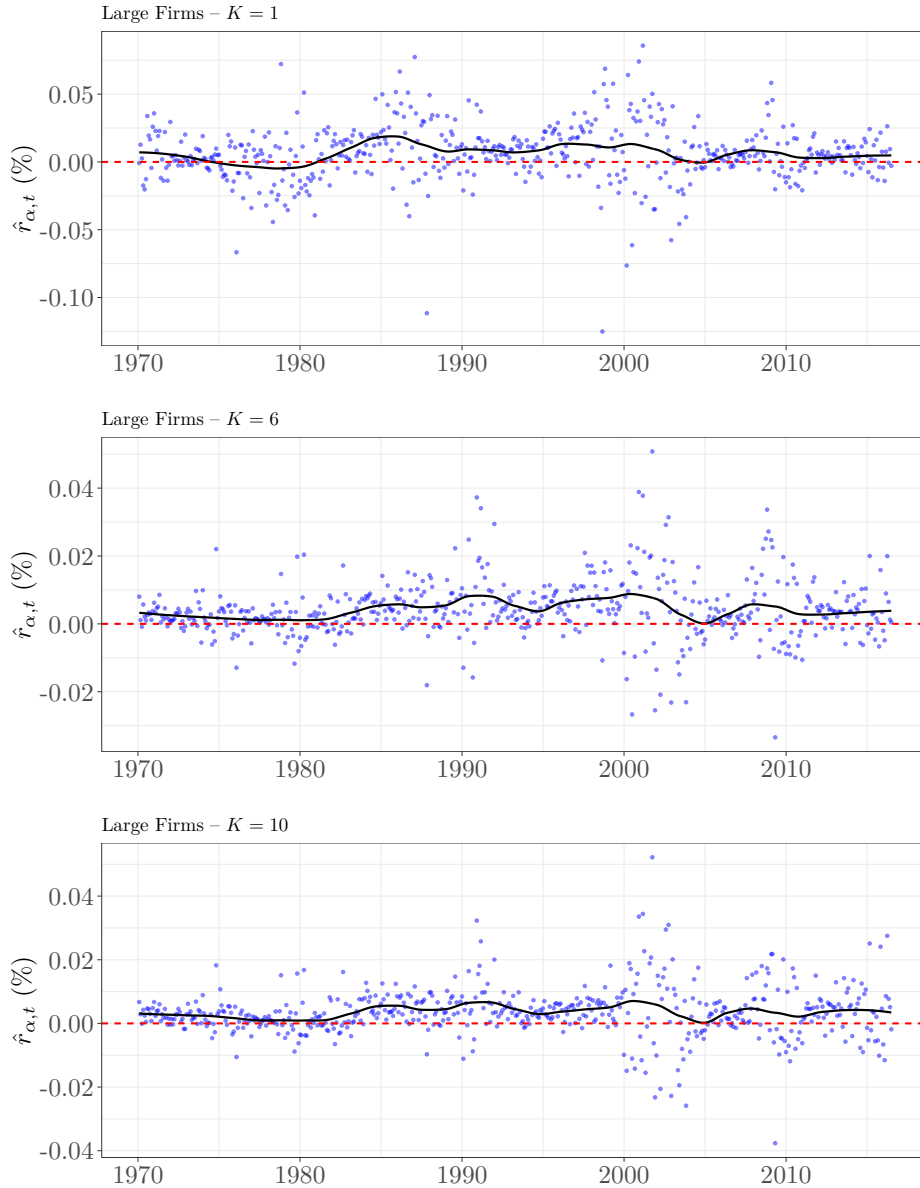 Large Firms – K = 1
r̂α,t (%)
0.05
0.00
-0.05
-0.10
1970 1980 1990 2000 2010
Large Firms – K = 6
r̂α,t (%)
0.04
0.02
0.00
-0.02
1970 1980 1990 2000 2010
Large Firms – K = 10
r̂α,t (%)
0.04
0.02
0.00
-0.02
-0.04
1970 1980 1990 2000 2010